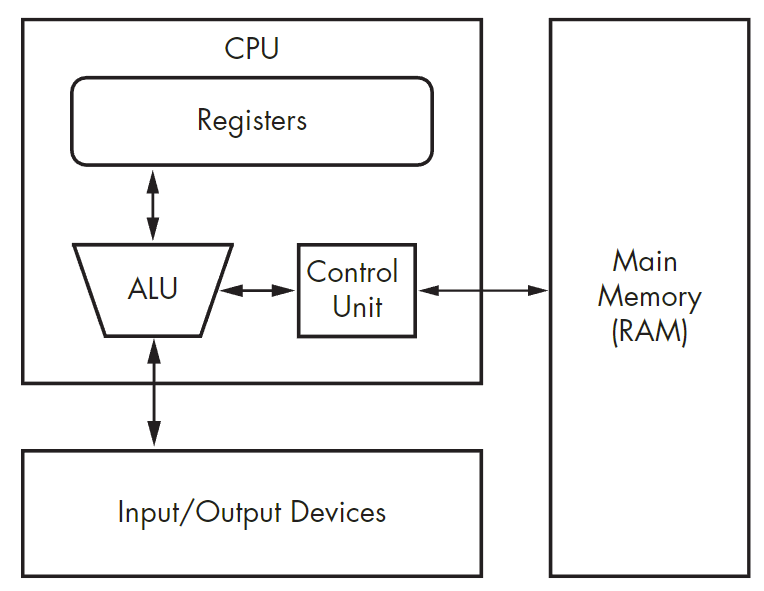 CPU
Registers
ALU
Control
Unit
Main
Memory
(RAM)
Input/Output Devices